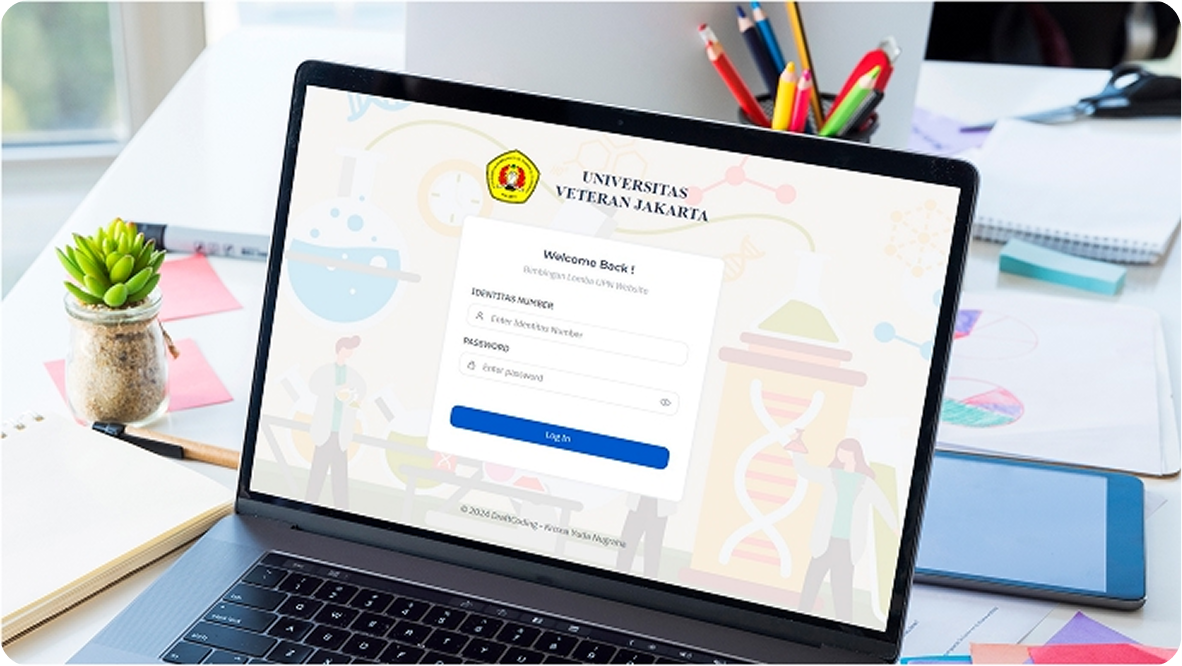 UNIVERSITAS
VETERAN JAKARTA
Welcome Back !
Bimbingan Lomba UPN Website
IDENTITAS NUMBER
Enter Identitas Number
PASSWORD
Enter password
Log In
© 2024 DraftCoding - Krisna Yuda Nugraha